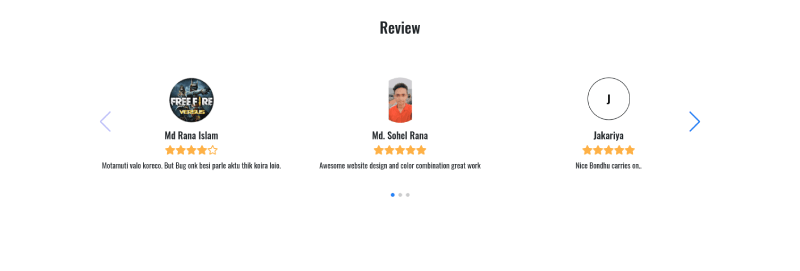 Review
FREE FIRE
VERSUS
J
Md Rana Islam
Md. Sohel Rana
Jakariya
Motamuti valo koreco. But Bug onk besi parle aktu thik koira loio.
Awesome website design and color combination great work
Nice Bondhu carries on..